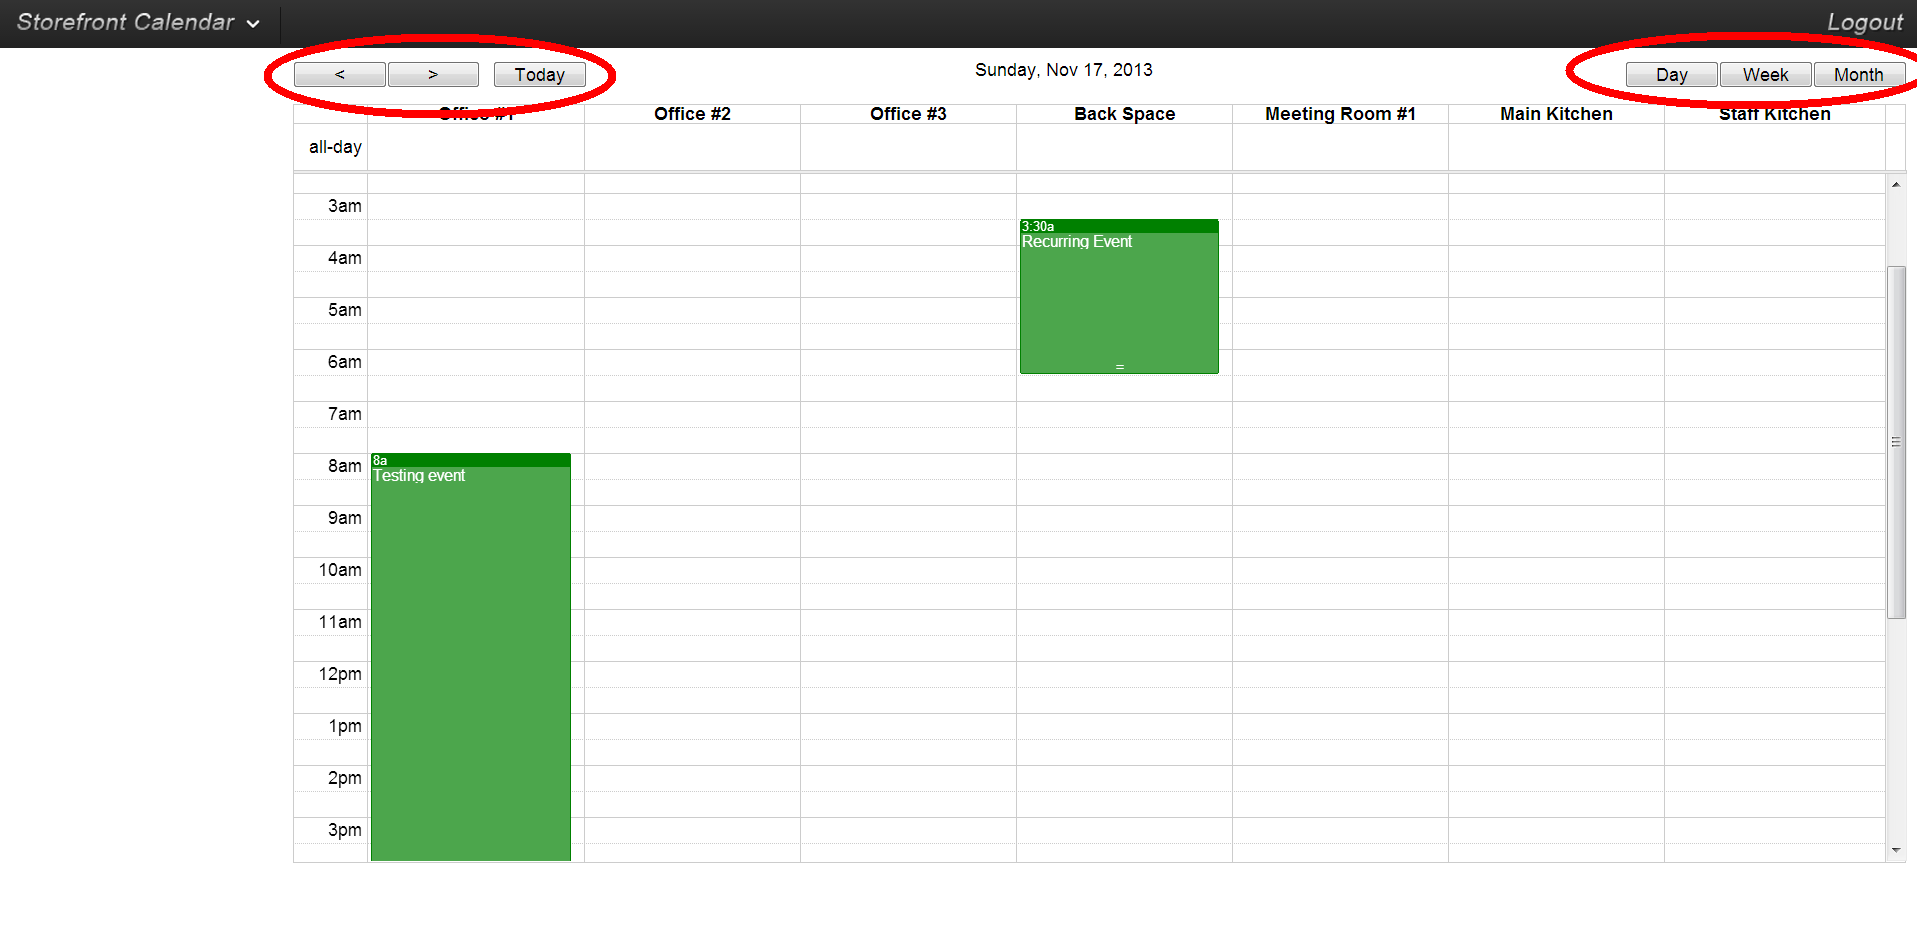 Storefront Calendar Logout
< > Today Sunday, Nov 17, 2013 Day Week Month
Office #1 Office #2 Office #3 Back Space Meeting Room #1 Main Kitchen Staff Kitchen
all-day
3am
3:30a
Recurring Event
4am
5am
6am
=
7am
8a
8am
Testing event
9am
10am
11am
12pm
1pm
2pm
3pm